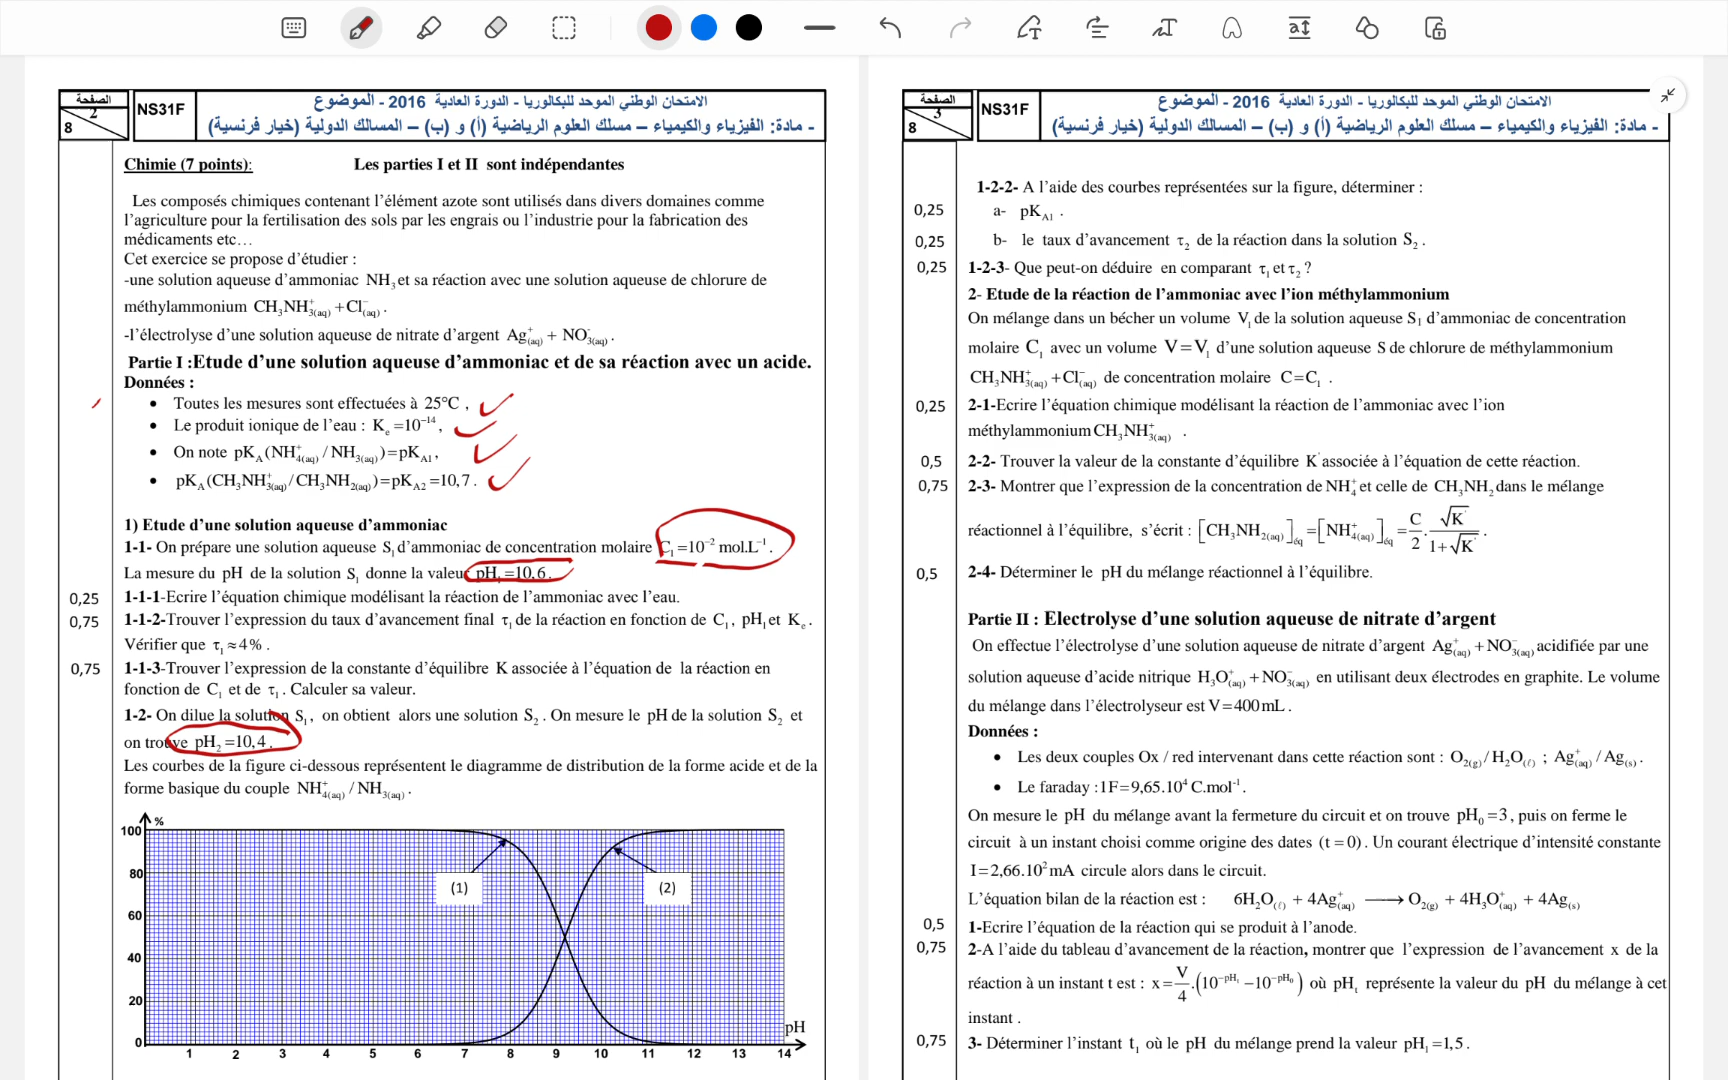 الصفحة
2
8
NS31F
الامتحان الوطني الموحد للبكالوريا - الدورة العادية 2016 - الموضوع
- مادة: الفيزياء والكيمياء – مسلك العلوم الرياضية (أ) و (ب) – المسالك الدولية (خيار فرنسية)
Chimie (7 points): Les parties I et II sont indépendantes
Les composés chimiques contenant l’élément azote sont utilisés dans divers domaines comme
l’agriculture pour la fertilisation des sols par les engrais ou l’industrie pour la fabrication des
médicaments etc…
Cet exercice se propose d’étudier :
-une solution aqueuse d’ammoniac NH₃ et sa réaction avec une solution aqueuse de chlorure de
méthylammonium CH₃NH₃⁺(aq) + Cl⁻(aq) .
-l’électrolyse d’une solution aqueuse de nitrate d’argent Ag⁺(aq) + NO₃⁻(aq) .
Partie I :Etude d’une solution aqueuse d’ammoniac et de sa réaction avec un acide.
Données :
• Toutes les mesures sont effectuées à 25°C ,
• Le produit ionique de l’eau : Ke =10⁻¹⁴ ,
• On note pKA (NH₄⁺(aq) / NH₃(aq))=pKA1 ,
• pKA (CH₃NH₃⁺(aq) / CH₃NH₂(aq))=pKA2 =10,7 .
1) Etude d’une solution aqueuse d’ammoniac
1-1- On prépare une solution aqueuse S₁ d’ammoniac de concentration molaire C₁ =10⁻² mol.L⁻¹ .
La mesure du pH de la solution S₁ donne la valeur pH₁ =10,6 .
0,25 1-1-1-Ecrire l’équation chimique modélisant la réaction de l’ammoniac avec l’eau.
0,75 1-1-2-Trouver l’expression du taux d’avancement final τ₁ de la réaction en fonction de C₁ , pH₁ et Ke .
Vérifier que τ₁ ≈ 4% .
0,75 1-1-3-Trouver l’expression de la constante d’équilibre K associée à l’équation de la réaction en
fonction de C₁ et de τ₁ . Calculer sa valeur.
1-2- On dilue la solution S₁ , on obtient alors une solution S₂ . On mesure le pH de la solution S₂ et
on trouve pH₂ =10,4 .
Les courbes de la figure ci-dessous représentent le diagramme de distribution de la forme acide et de la
forme basique du couple NH₄⁺(aq) / NH₃(aq) .
%
100
80
60
40
20
0
(1)
(2)
pH
1 2 3 4 5 6 7 8 9 10 11 12 13 14
الصفحة
3
8
NS31F
الامتحان الوطني الموحد للبكالوريا - الدورة العادية 2016 - الموضوع
- مادة: الفيزياء والكيمياء – مسلك العلوم الرياضية (أ) و (ب) – المسالك الدولية (خيار فرنسية)
1-2-2- A l’aide des courbes représentées sur la figure, déterminer :
0,25 a- pKA1 .
0,25 b- le taux d’avancement τ₂ de la réaction dans la solution S₂ .
0,25 1-2-3- Que peut-on déduire en comparant τ₁ et τ₂ ?
2- Etude de la réaction de l’ammoniac avec l’ion méthylammonium
On mélange dans un bécher un volume V₁ de la solution aqueuse S₁ d’ammoniac de concentration
molaire C₁ avec un volume V=V₁ d’une solution aqueuse S de chlorure de méthylammonium
CH₃NH₃⁺(aq) + Cl⁻(aq) de concentration molaire C=C₁ .
0,25 2-1-Ecrire l’équation chimique modélisant la réaction de l’ammoniac avec l’ion
méthylammonium CH₃NH₃⁺(aq) .
0,5 2-2- Trouver la valeur de la constante d’équilibre K' associée à l’équation de cette réaction.
0,75 2-3- Montrer que l’expression de la concentration de NH₄⁺ et celle de CH₃NH₂ dans le mélange
réactionnel à l’équilibre, s’écrit : [CH₃NH₂(aq)]éq =[NH₄⁺(aq)]éq = C/2 . √K'/(1+√K') .
0,5 2-4- Déterminer le pH du mélange réactionnel à l’équilibre.
Partie II : Electrolyse d’une solution aqueuse de nitrate d’argent
On effectue l’électrolyse d’une solution aqueuse de nitrate d’argent Ag⁺(aq) + NO₃⁻(aq) acidifiée par une
solution aqueuse d’acide nitrique H₃O⁺(aq) + NO₃⁻(aq) en utilisant deux électrodes en graphite. Le volume
du mélange dans l’électrolyseur est V=400mL .
Données :
• Les deux couples Ox / red intervenant dans cette réaction sont : O₂(g) / H₂O(ℓ) ; Ag⁺(aq) / Ag(s) .
• Le faraday :1F=9,65.10⁴ C.mol⁻¹ .
On mesure le pH du mélange avant la fermeture du circuit et on trouve pH₀ =3 , puis on ferme le
circuit à un instant choisi comme origine des dates (t = 0) . Un courant électrique d’intensité constante
I=2,66.10² mA circule alors dans le circuit.
L’équation bilan de la réaction est : 6H₂O(ℓ) + 4Ag⁺(aq) ⟶ O₂(g) + 4H₃O⁺(aq) + 4Ag(s)
0,5 1-Ecrire l’équation de la réaction qui se produit à l’anode.
0,75 2-A l’aide du tableau d’avancement de la réaction, montrer que l’expression de l’avancement x de la
réaction à un instant t est : x = V/4 .(10^−pHt −10^−pH₀) où pHt représente la valeur du pH du mélange à cet
instant .
0,75 3- Déterminer l’instant t₁ où le pH du mélange prend la valeur pH₁ =1,5 .